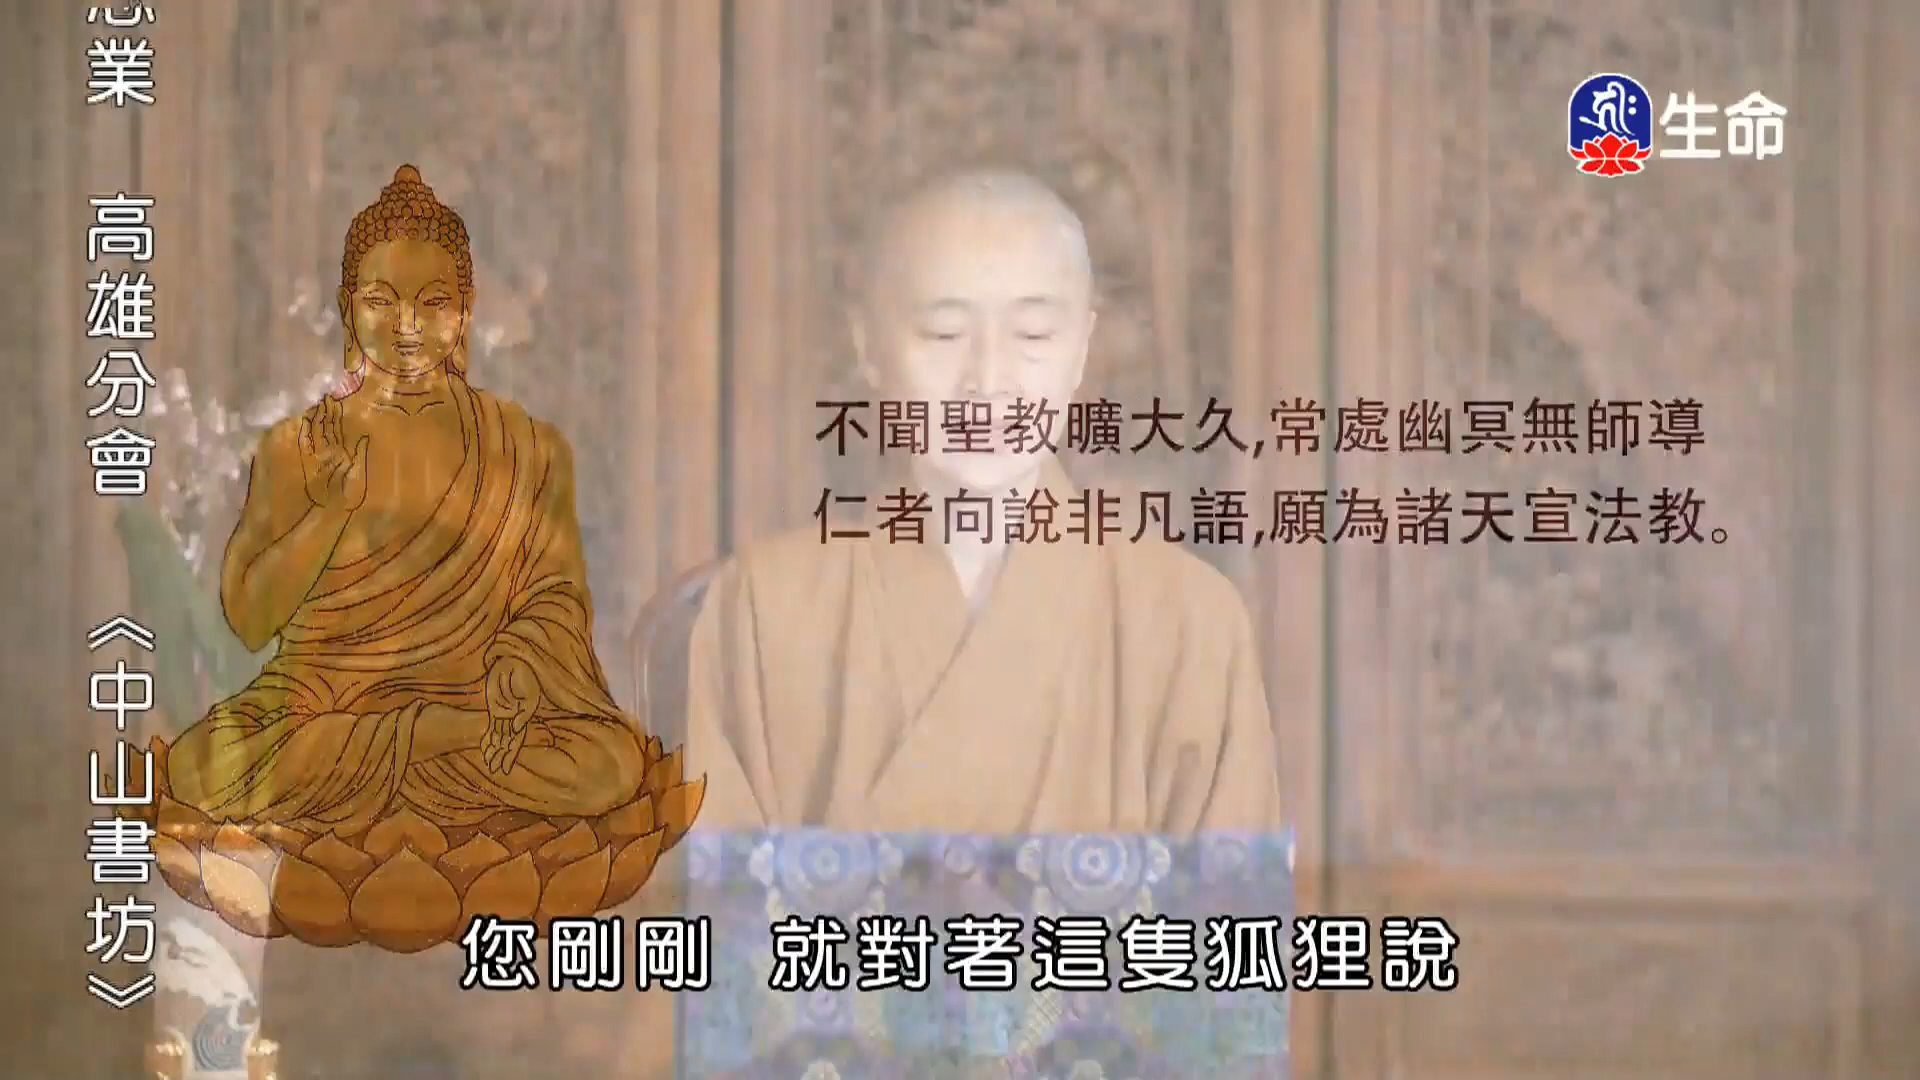 業 高雄分會 《中山書坊》
生命
不聞聖教曠大久,常處幽冥無師導
仁者向說非凡語,願為諸天宣法教。
您剛剛 就對著這隻狐狸說